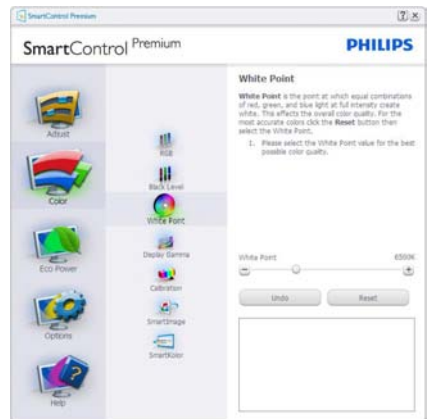 SmartControl Premium
SmartControl Premium
PHILIPS
Adjust
Color
Eco Power
Options
Help
RGB
Black Level
White Point
Display Gamma
Calibration
SmartImage
SmartKolor
White Point
White Point is the point at which equal combinations
of red, green, and blue light at full intensity create
white. This effects the overall color quality. For the
most accurate colors click the Reset button then
select the White Point.
1. Please select the White Point value for the best
possible color quality.
White Point 6500K
Undo Reset